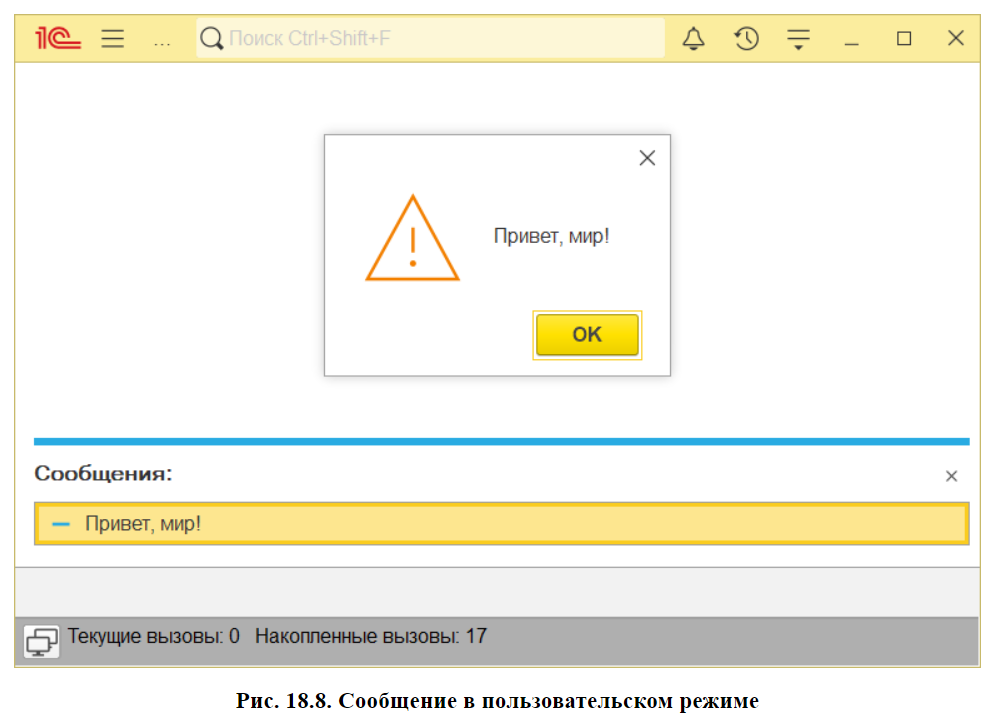 1С
... Поиск Ctrl+Shift+F
Привет, мир!
OK
Сообщения:
Привет, мир!
Текущие вызовы: 0 Накопленные вызовы: 17
Рис. 18.8. Сообщение в пользовательском режиме